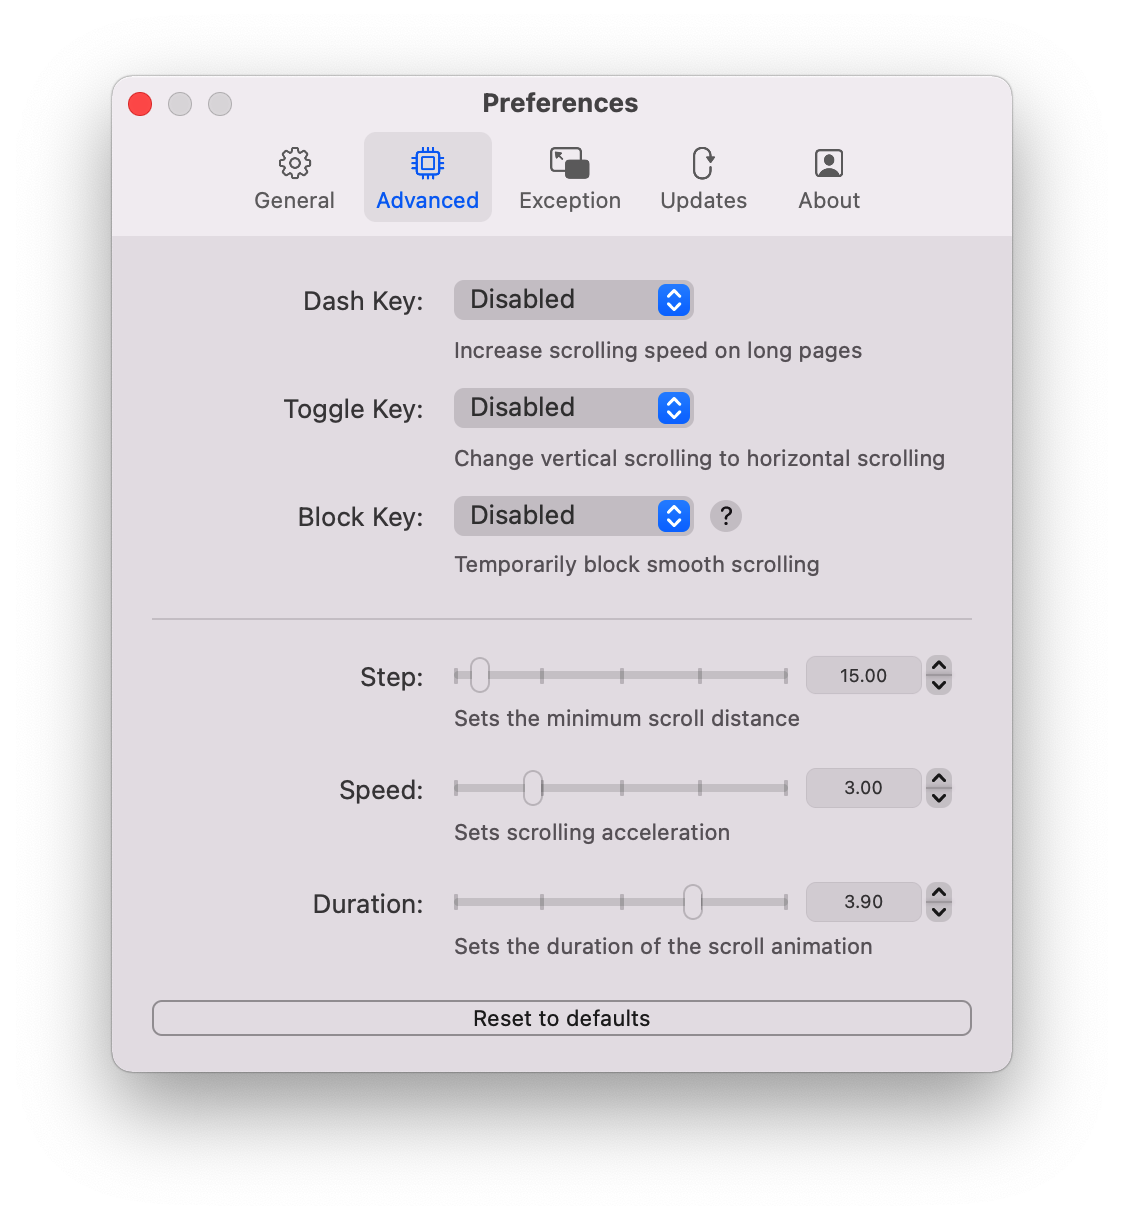 Preferences
General
Advanced
Exception
Updates
About
Dash Key: Disabled
Increase scrolling speed on long pages
Toggle Key: Disabled
Change vertical scrolling to horizontal scrolling
Block Key: Disabled ?
Temporarily block smooth scrolling
Step: 15.00
Sets the minimum scroll distance
Speed: 3.00
Sets scrolling acceleration
Duration: 3.90
Sets the duration of the scroll animation
Reset to defaults